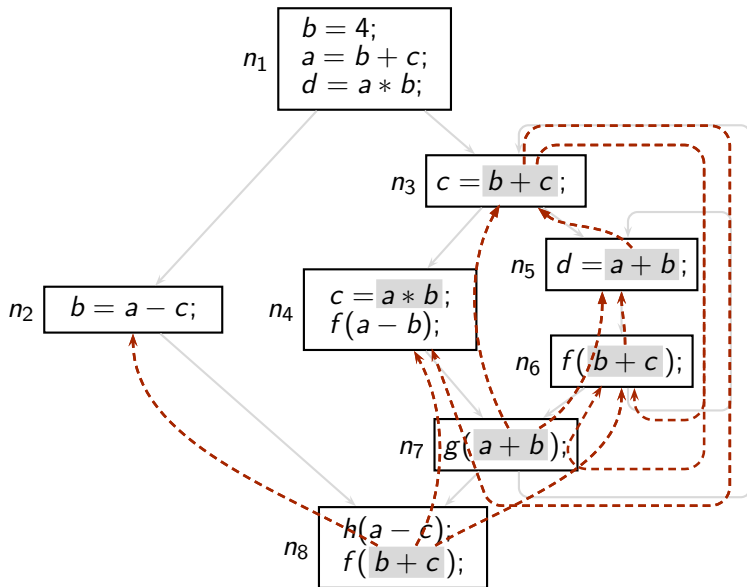 n1
b = 4;
a = b + c;
d = a ∗ b;
n3
c = b + c ;
n5
d = a + b ;
n2
b = a − c;
n4
c = a ∗ b ;
f(a − b);
n6
f( b + c );
n7
g( a + b );
n8
h(a − c);
f( b + c );